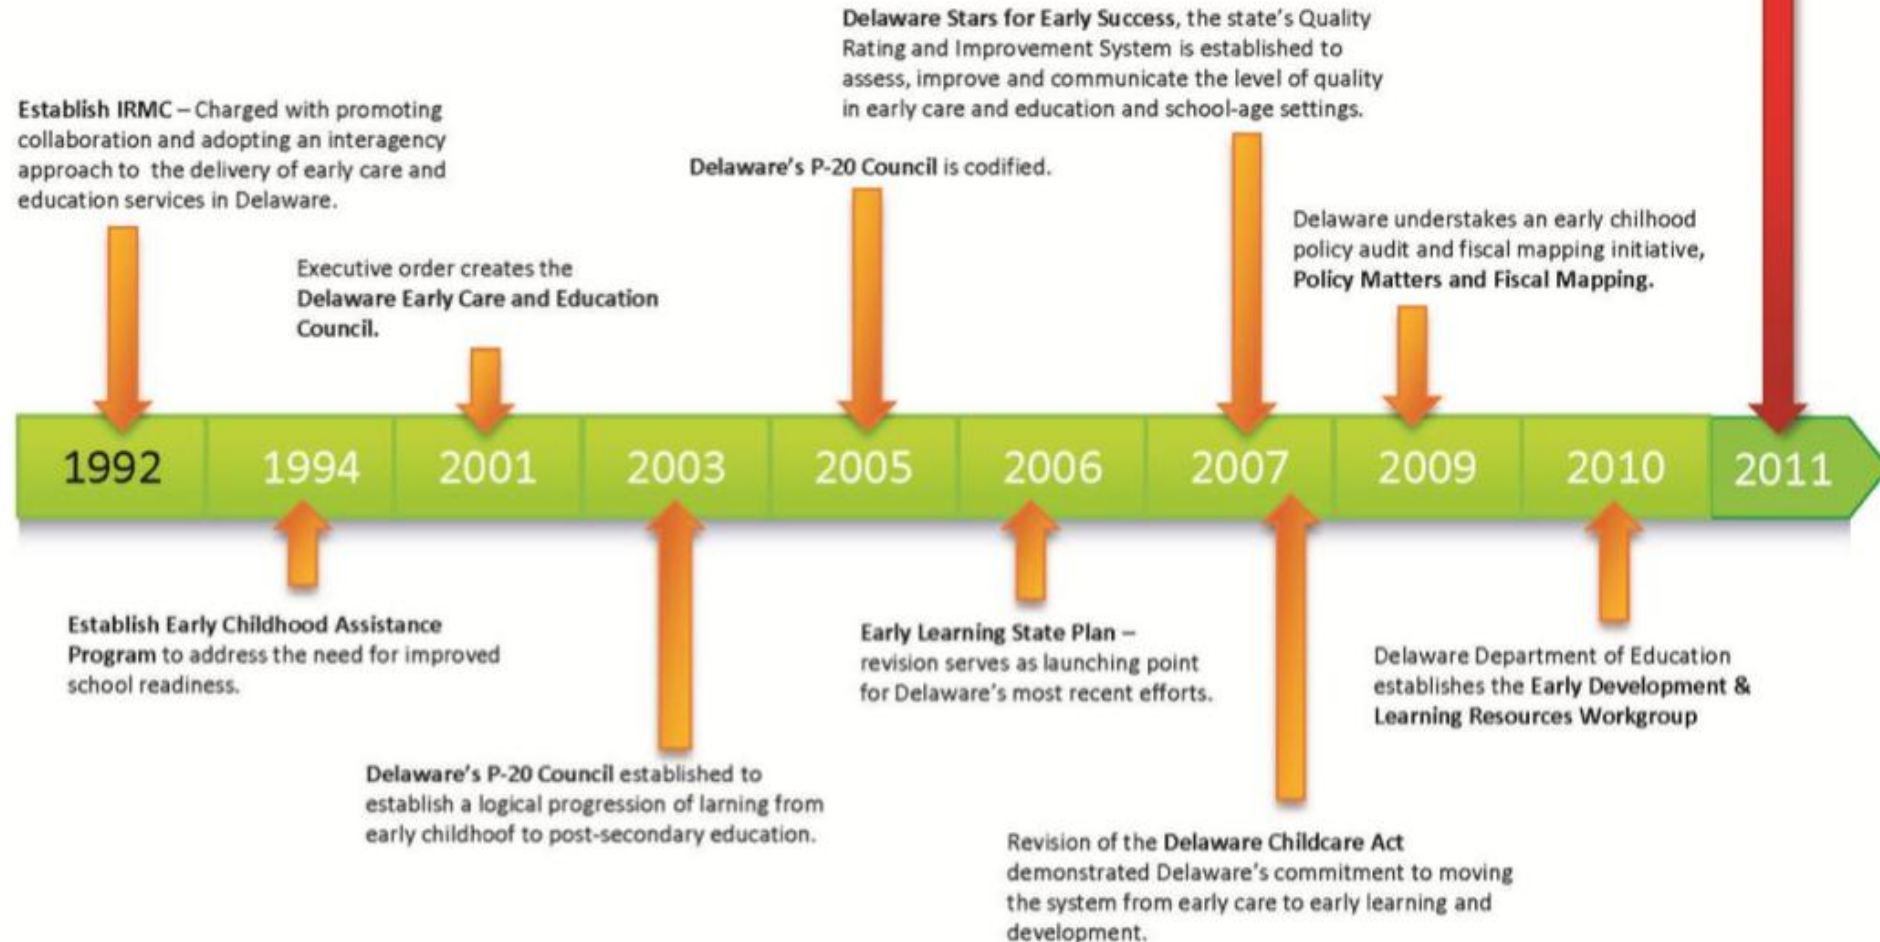 Delaware Stars for Early Success, the state's Quality
Rating and Improvement System is established to
assess, improve and communicate the level of quality
in early care and education and school-age settings.
Establish IRMC – Charged with promoting
collaboration and adopting an interagency
approach to the delivery of early care and
education services in Delaware.
Delaware's P-20 Council is codified.
Delaware understakes an early chilhood
policy audit and fiscal mapping initiative,
Policy Matters and Fiscal Mapping.
Executive order creates the
Delaware Early Care and Education
Council.
1992 1994 2001 2003 2005 2006 2007 2009 2010 2011
Establish Early Childhood Assistance
Program to address the need for improved
school readiness.
Early Learning State Plan –
revision serves as launching point
for Delaware's most recent efforts.
Delaware Department of Education
establishes the Early Development &
Learning Resources Workgroup
Delaware's P-20 Council established to
establish a logical progression of larning from
early childhoof to post-secondary education.
Revision of the Delaware Childcare Act
demonstrated Delaware's commitment to moving
the system from early care to early learning and
development.